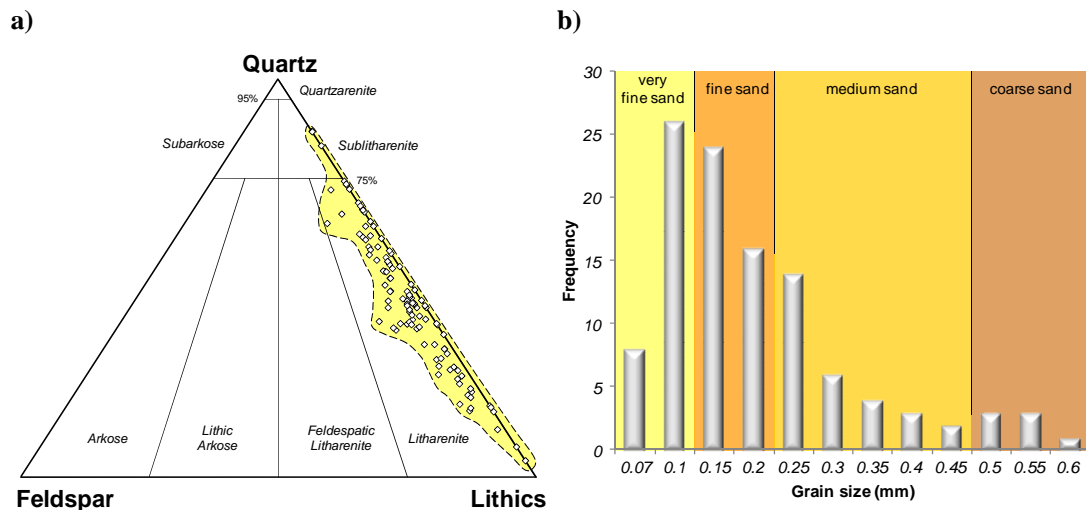 a)
Quartz
95%
Quartzarenite
Subarkose
Sublitharenite
75%
Arkose
Lithic
Arkose
Feldespatic
Litharenite
Litharenite
Feldspar
Lithics
b)
30
25
20
15
10
5
0
Frequency
very
fine sand
fine sand
medium sand
coarse sand
0.07 0.1 0.15 0.2 0.25 0.3 0.35 0.4 0.45 0.5 0.55 0.6
Grain size (mm)